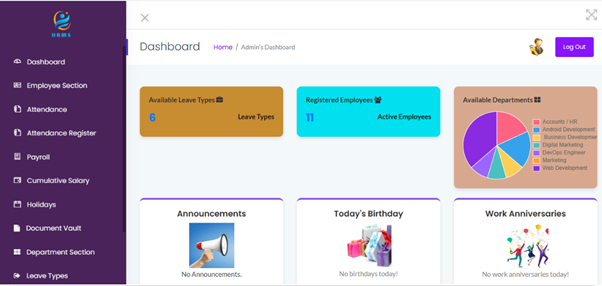 HRMS
Dashboard
Employee Section
Attendance
Attendance Register
Payroll
Cumulative Salary
Holidays
Document Vault
Department Section
Leave Types
Dashboard
Home / Admin's Dashboard
Log Out
Available Leave Types
6
Leave Types
Registered Employees
11
Active Employees
Available Departments
Accounts / HR
Android Development
Business Developmen
Digital Marketing
DevOps Engineer
Marketing
Web Development
Announcements
No Announcements.
Today's Birthday
No birthdays today!
Work Anniversaries
No work anniversaries today!